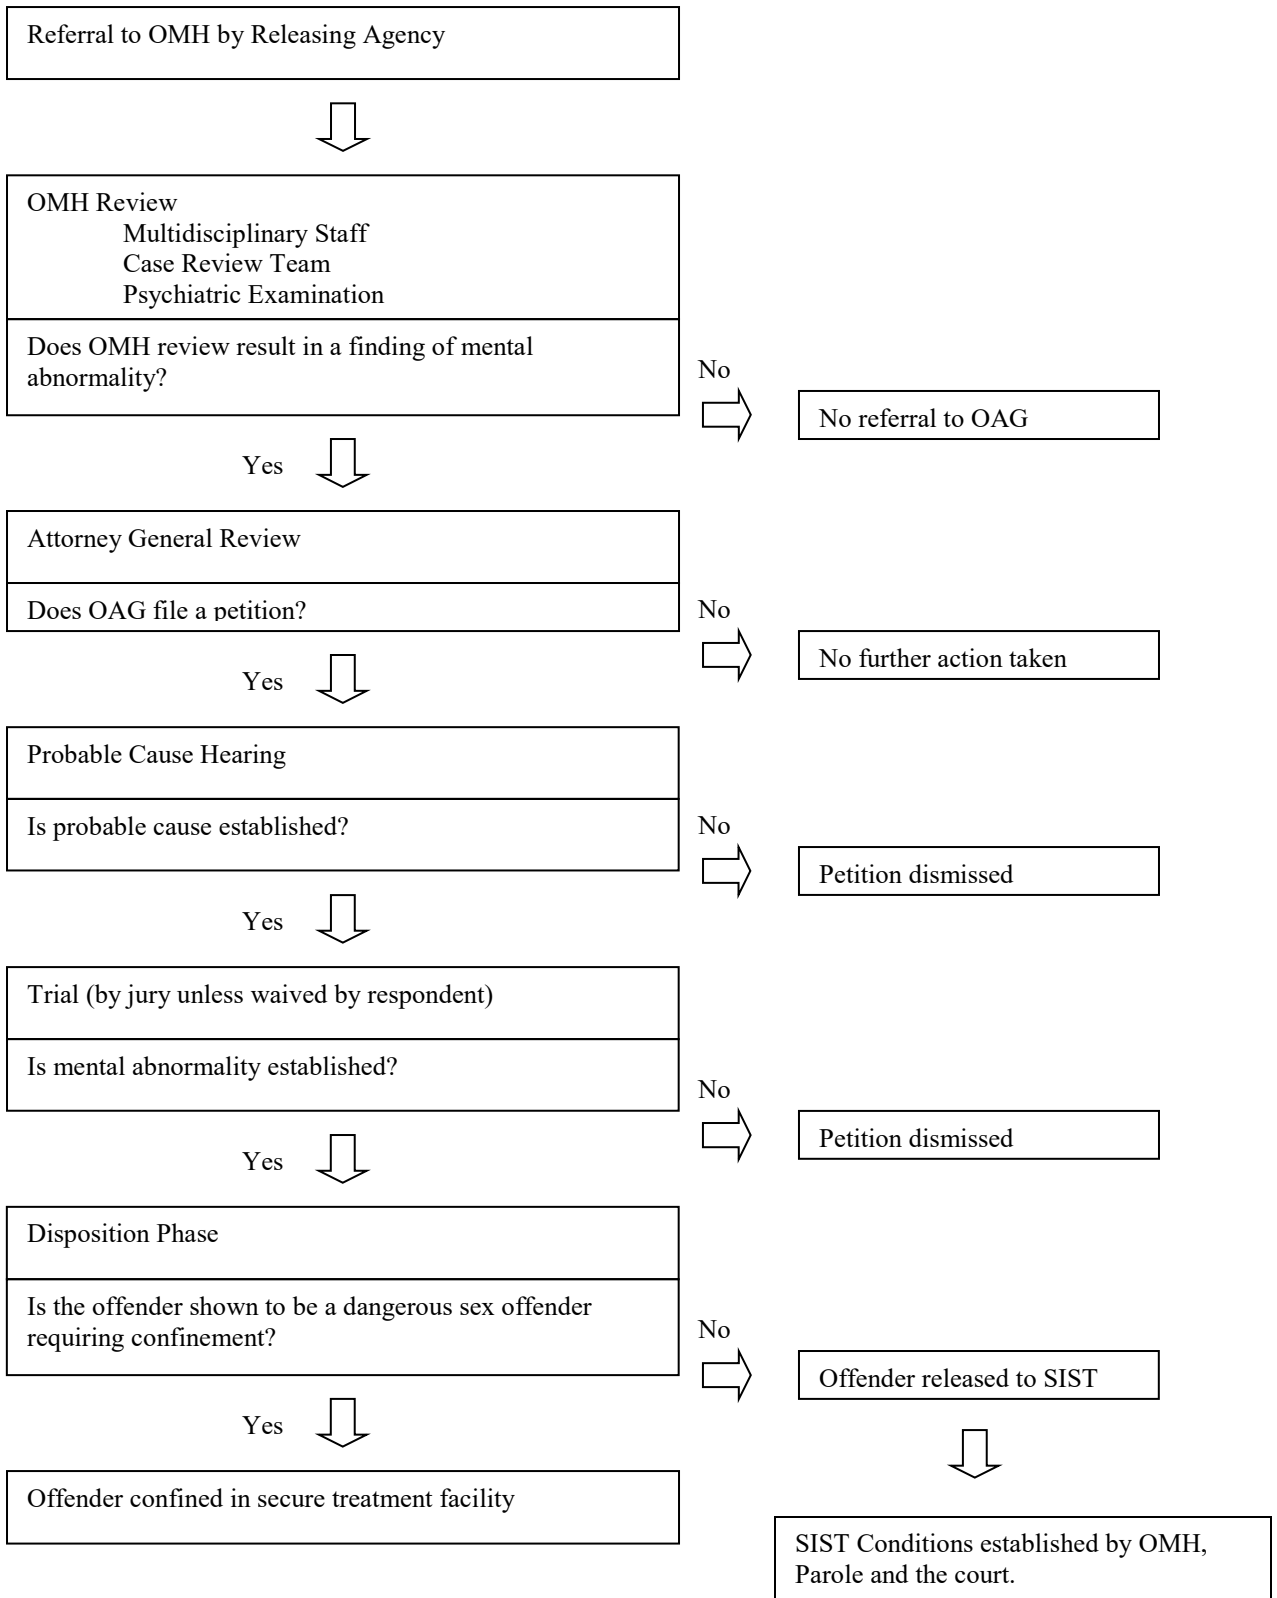 Referral to OMH by Releasing Agency
OMH Review
Multidisciplinary Staff
Case Review Team
Psychiatric Examination
Does OMH review result in a finding of mental
abnormality?
No
No referral to OAG
Yes
Attorney General Review
Does OAG file a petition?
No
No further action taken
Yes
Probable Cause Hearing
Is probable cause established?
No
Petition dismissed
Yes
Trial (by jury unless waived by respondent)
Is mental abnormality established?
No
Petition dismissed
Yes
Disposition Phase
Is the offender shown to be a dangerous sex offender
requiring confinement?
No
Offender released to SIST
Yes
Offender confined in secure treatment facility
SIST Conditions established by OMH,
Parole and the court.